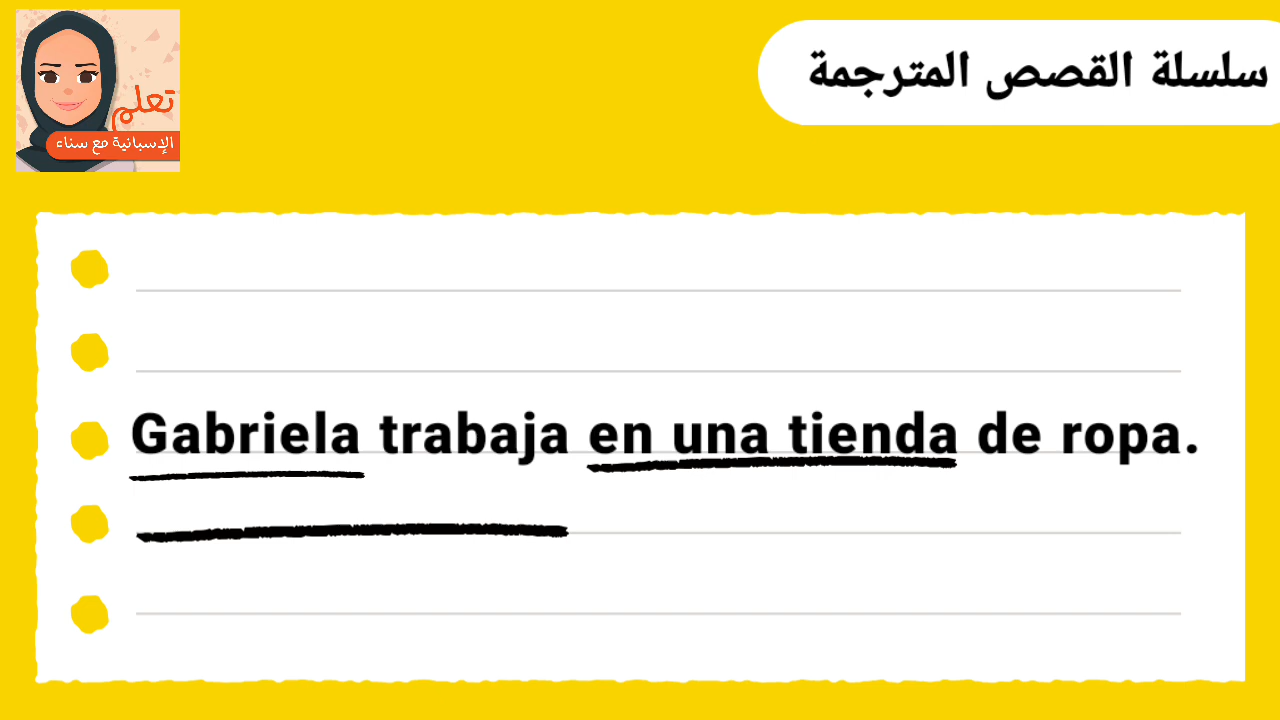 سلسلة القصص المترجمة
تعلم
الإسبانية مع سناء
Gabriela trabaja en una tienda de ropa.